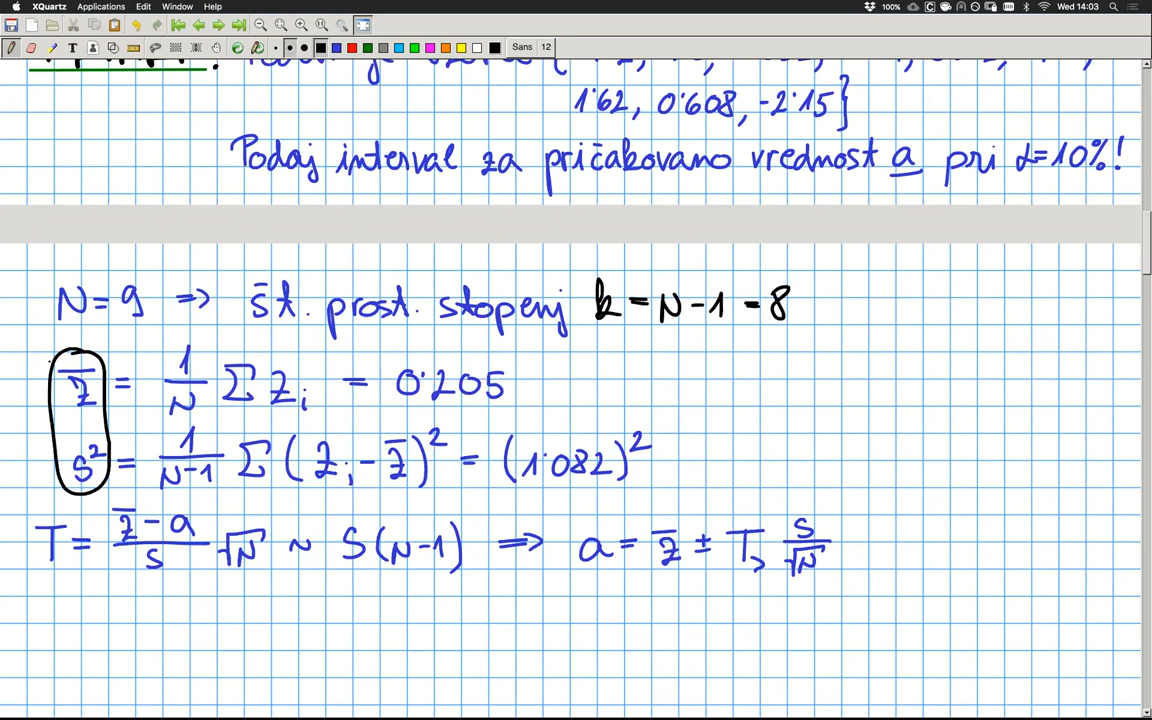 XQuartz Applications Edit Window Help 100% Wed 14:03
Sans 12
1.62, 0.608, -2.15}
Podaj interval za pričakovano vrednost a pri α=10%!
N=9 => št. prost. stopenj k = N-1 = 8
z̄ = 1/N Σ z_i = 0.205
s² = 1/(N-1) Σ (z_i - z̄)² = (1.082)²
T = (z̄ - a)/s √N ~ S(N-1) => a = z̄ ± T_> s/√N